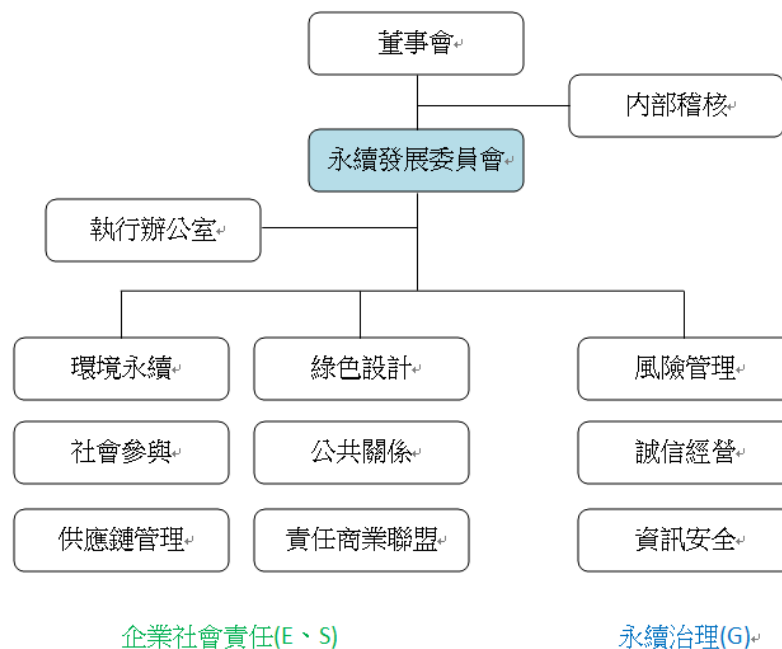 董事會
內部稽核
永續發展委員會
執行辦公室
環境永續
綠色設計
風險管理
社會參與
公共關係
誠信經營
供應鏈管理
責任商業聯盟
資訊安全
企業社會責任(E、S)
永續治理(G)